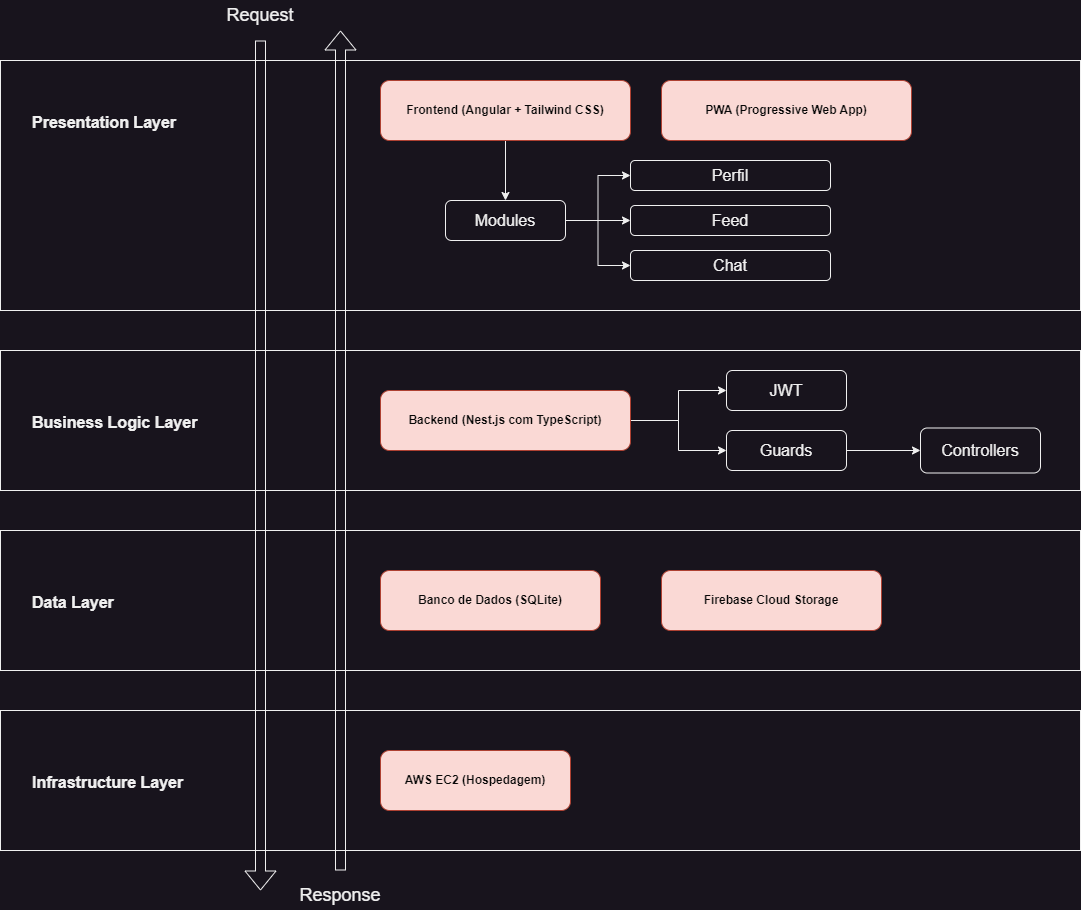 Request
Presentation Layer
Frontend (Angular + Tailwind CSS)
PWA (Progressive Web App)
Modules
Perfil
Feed
Chat
Business Logic Layer
Backend (Nest.js com TypeScript)
JWT
Guards
Controllers
Data Layer
Banco de Dados (SQLite)
Firebase Cloud Storage
Infrastructure Layer
AWS EC2 (Hospedagem)
Response